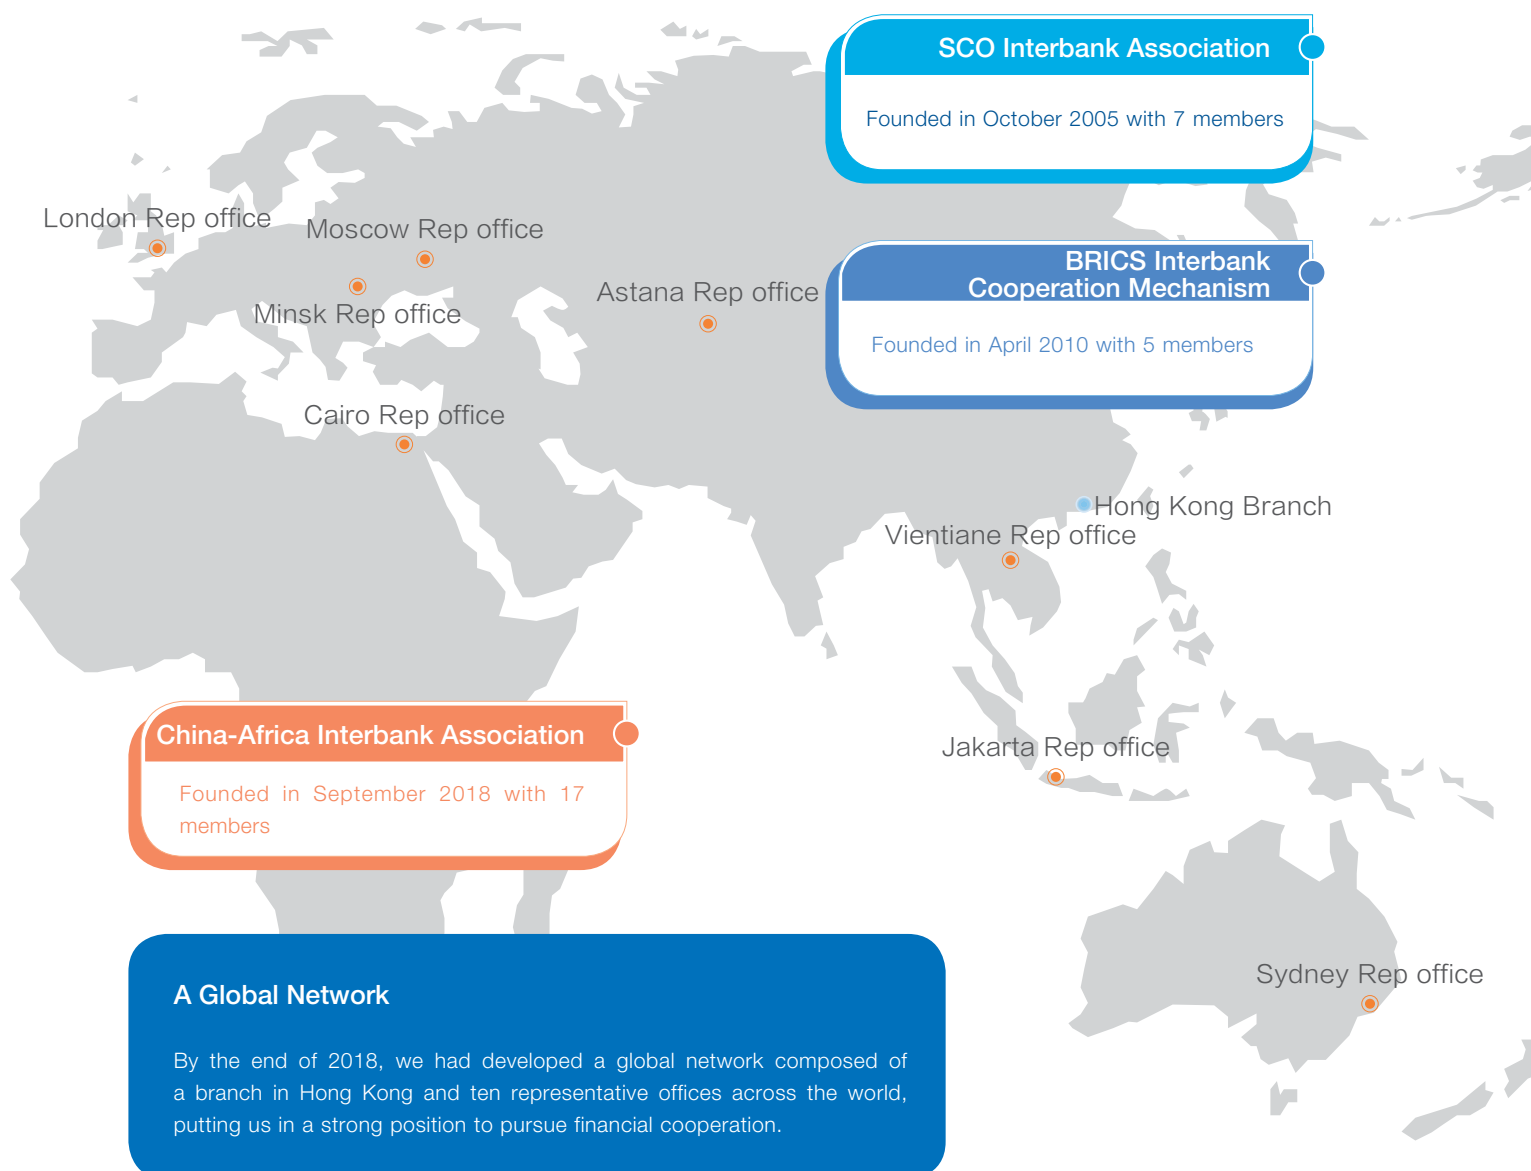 SCO Interbank Association
Founded in October 2005 with 7 members
London Rep office
Moscow Rep office
BRICS Interbank
Cooperation Mechanism
Astana Rep office
Minsk Rep office
Founded in April 2010 with 5 members
Cairo Rep office
Hong Kong Branch
Vientiane Rep office
China-Africa Interbank Association
Jakarta Rep office
Founded in September 2018 with 17
members
Sydney Rep office
A Global Network
By the end of 2018, we had developed a global network composed of
a branch in Hong Kong and ten representative offices across the world,
putting us in a strong position to pursue financial cooperation.